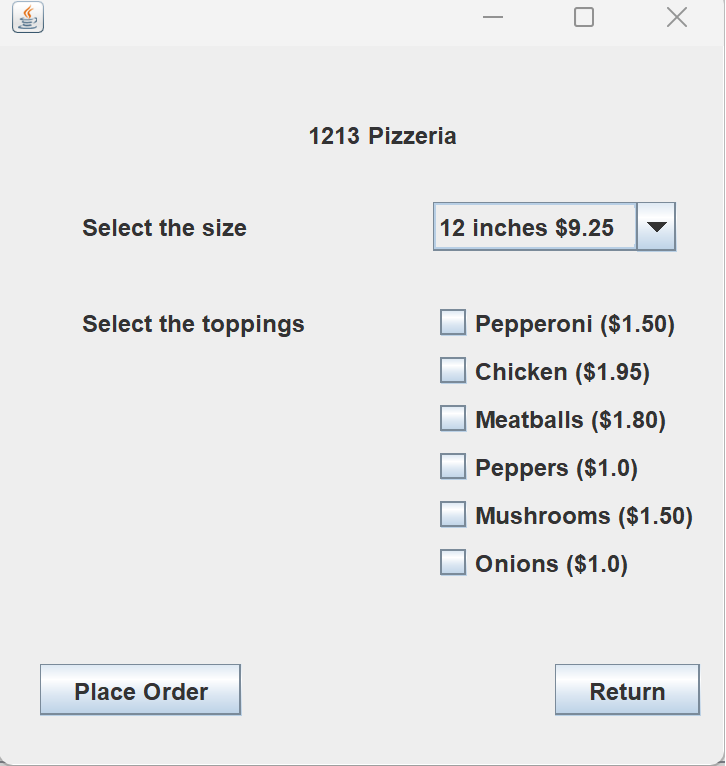 1213 Pizzeria
Select the size
12 inches $9.25
Select the toppings
Pepperoni ($1.50)
Chicken ($1.95)
Meatballs ($1.80)
Peppers ($1.0)
Mushrooms ($1.50)
Onions ($1.0)
Place Order
Return